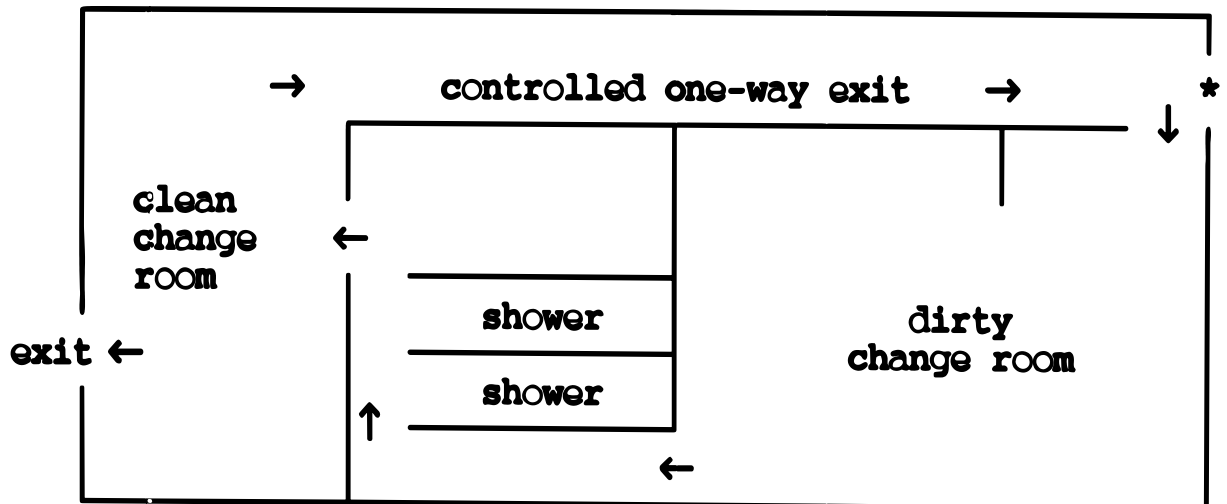 → controlled one-way exit → *
↓
clean
change
room
←
shower
dirty
change room
exit ←
shower
↑
←